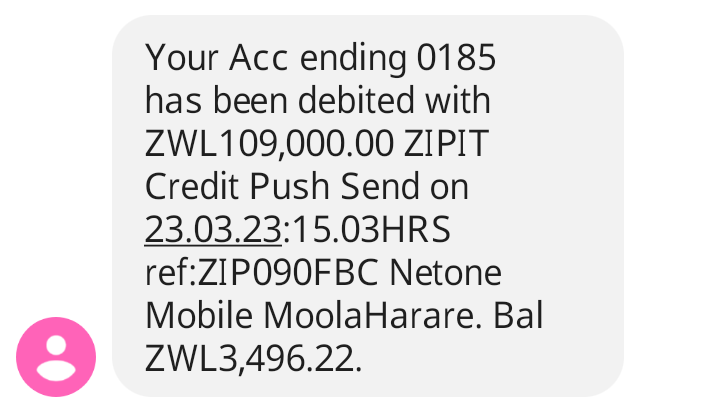 Your Acc ending 0185
has been debited with
ZWL109,000.00 ZIPIT
Credit Push Send on
23.03.23:15.03HRS
ref:ZIP090FBC Netone
Mobile MoolaHarare. Bal
ZWL3,496.22.